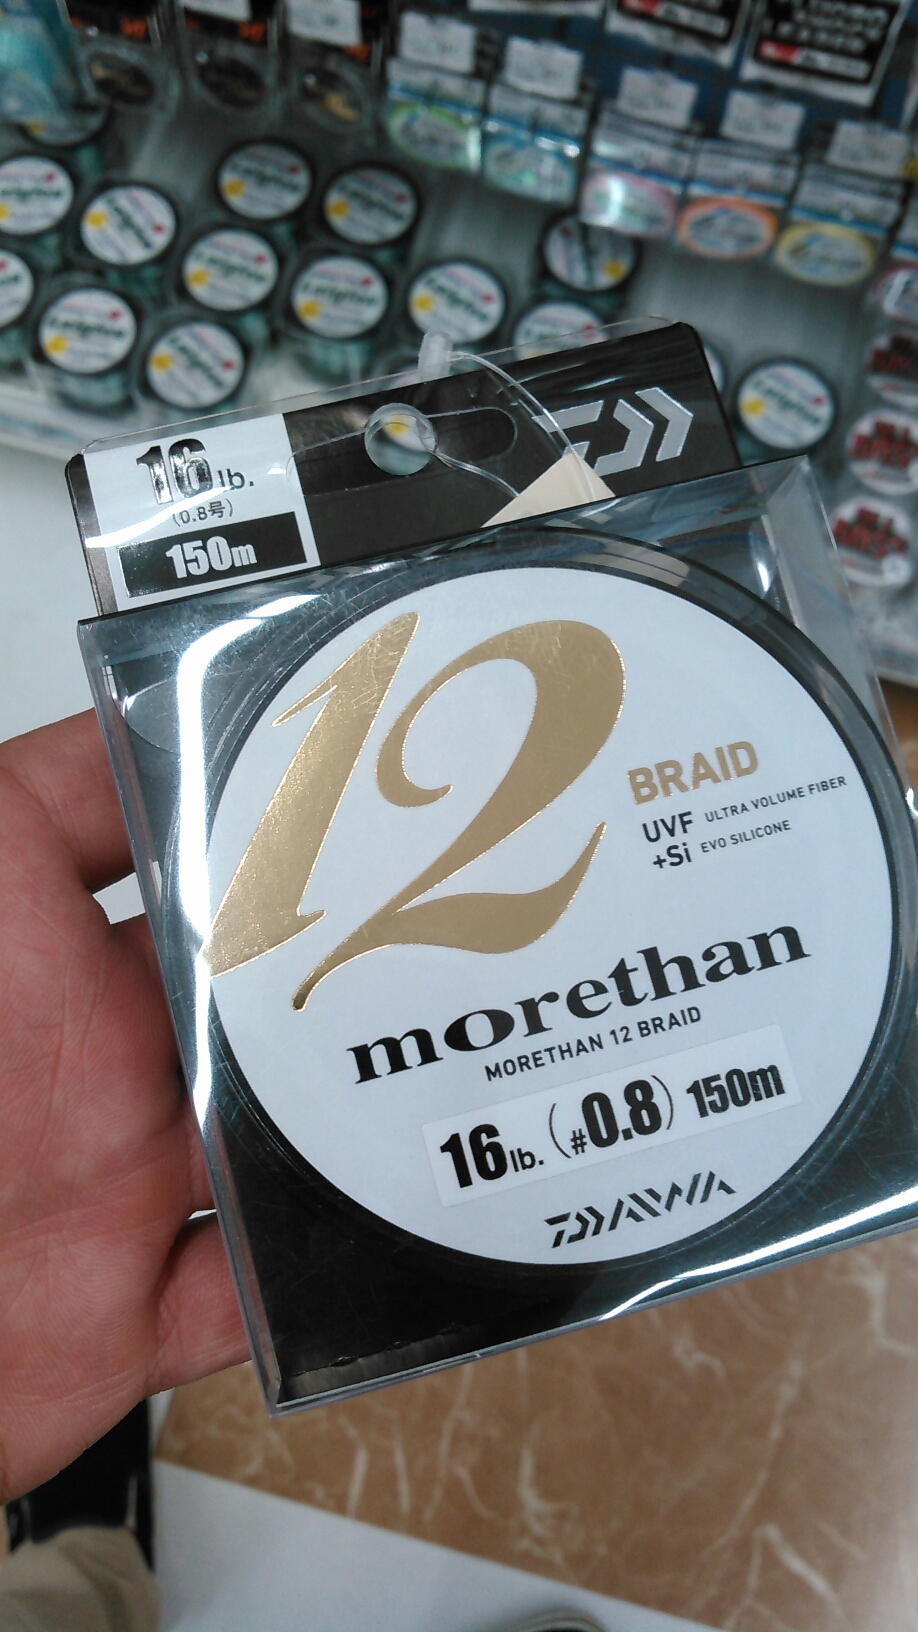 16lb.
(0.8号)
150m
12
BRAID
UVF ULTRA VOLUME FIBER
+Si EVO SILICONE
morethan
MORETHAN 12 BRAID
16lb. (#0.8) 150m
DAIWA